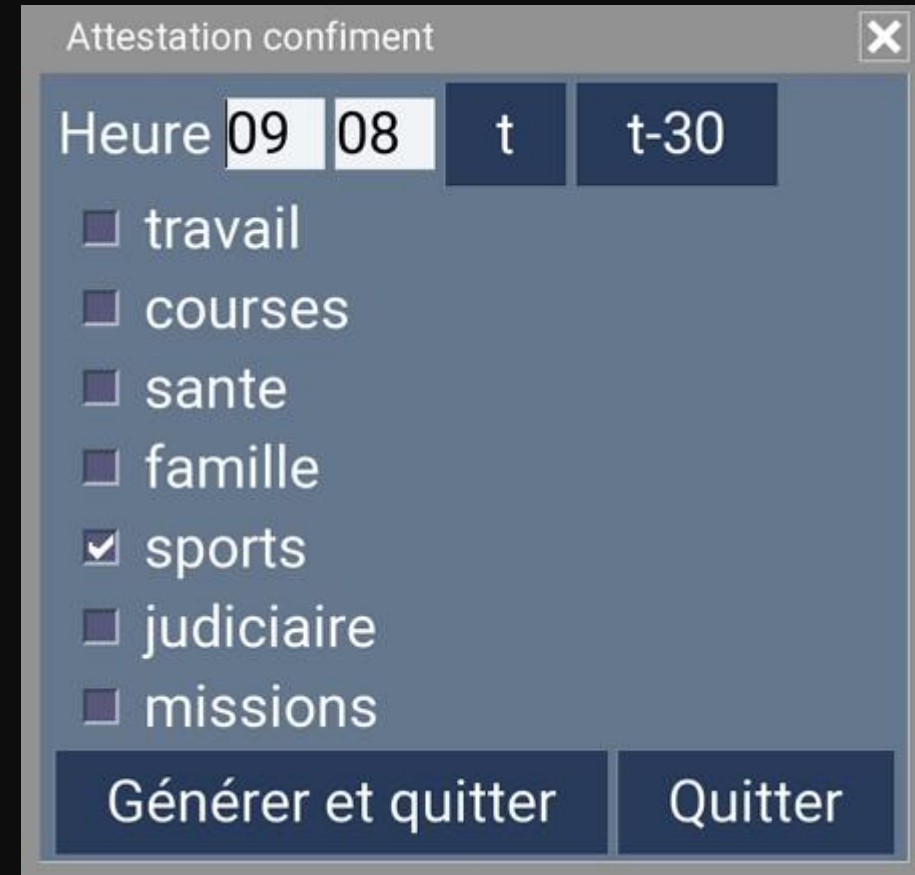 Attestation confiment
Heure 09 08 t t-30
travail
courses
sante
famille
sports
judiciaire
missions
Générer et quitter Quitter